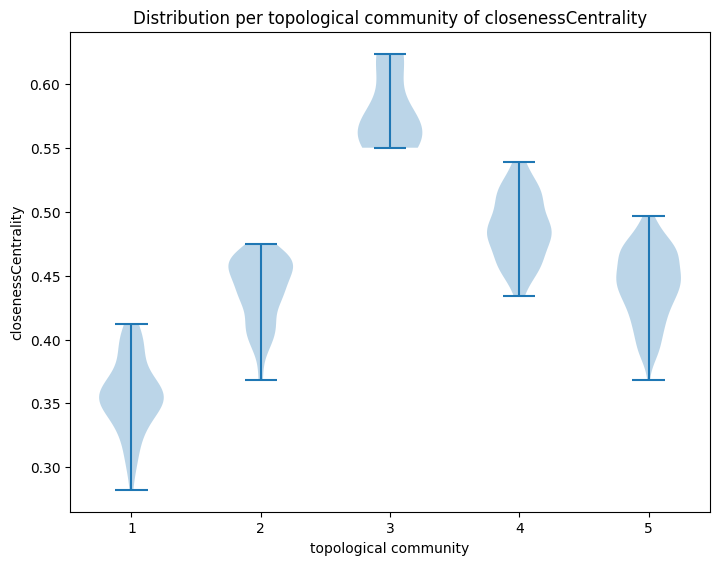 Distribution per topological community of closenessCentrality
closenessCentrality
0.60
0.55
0.50
0.45
0.40
0.35
0.30
1 2 3 4 5
topological community